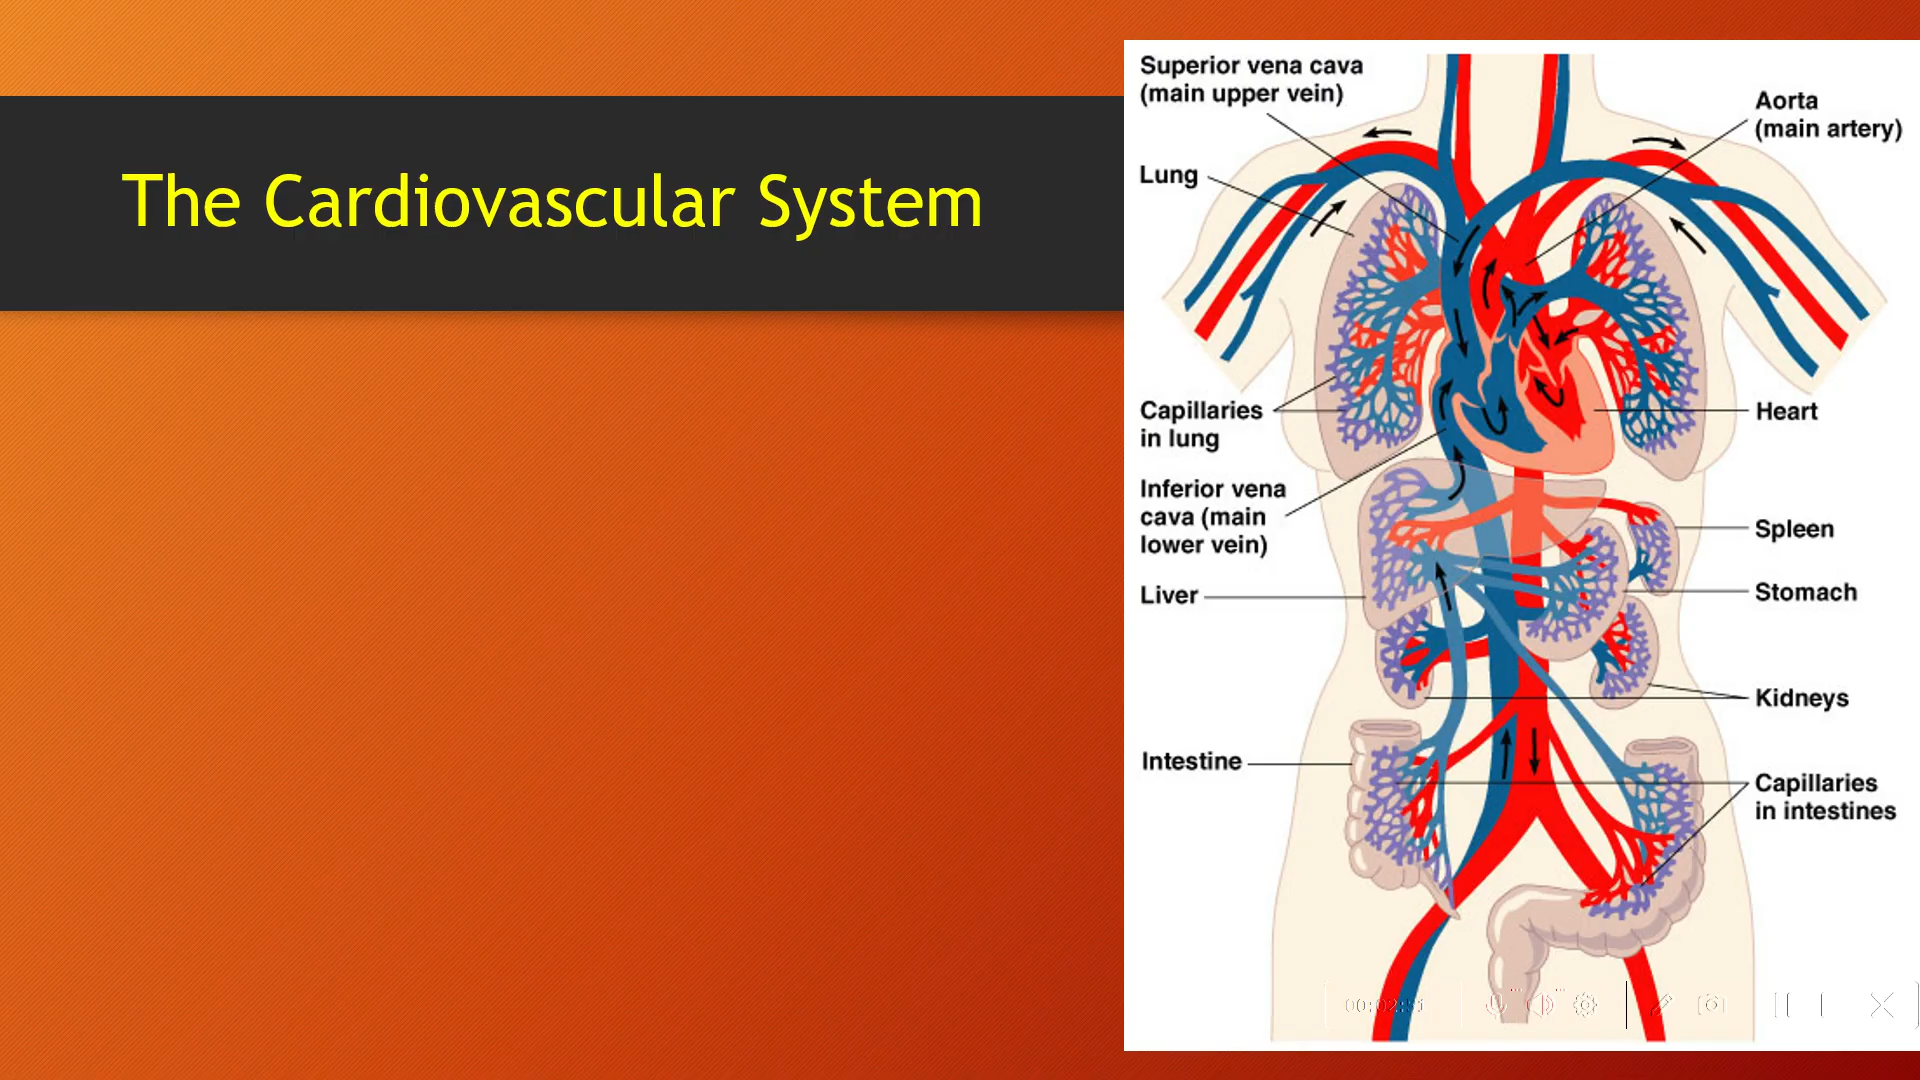 The Cardiovascular System
Superior vena cava
(main upper vein)
Aorta
(main artery)
Lung
Capillaries
in lung
Heart
Inferior vena
cava (main
lower vein)
Spleen
Liver
Stomach
Kidneys
Intestine
Capillaries
in intestines